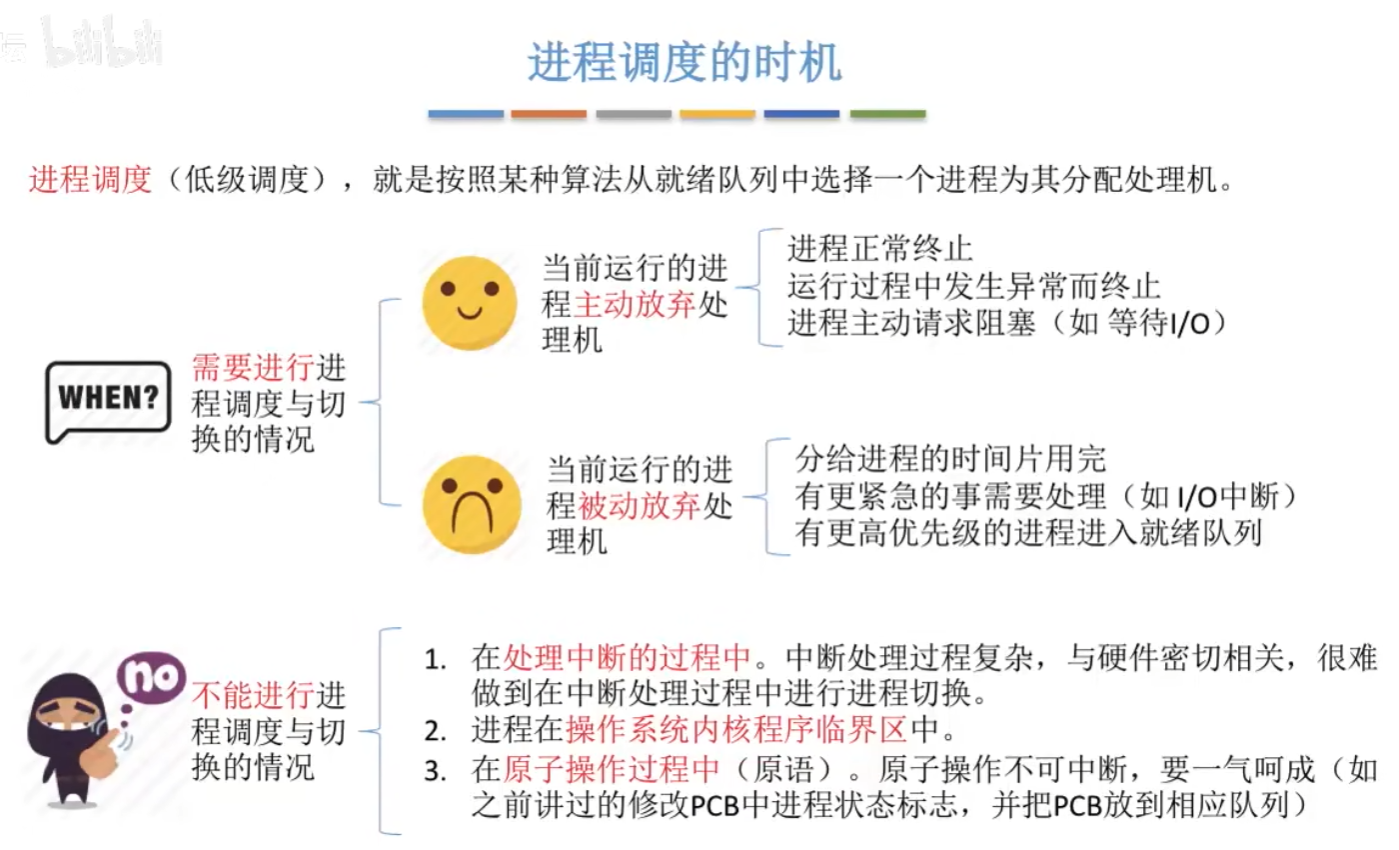 坛 bilibili
进程调度的时机
进程调度（低级调度），就是按照某种算法从就绪队列中选择一个进程为其分配处理机。
WHEN?
需要进行进
程调度与切
换的情况
当前运行的进
程主动放弃处
理机
进程正常终止
运行过程中发生异常而终止
进程主动请求阻塞（如 等待I/O）
当前运行的进
程被动放弃处
理机
分给进程的时间片用完
有更紧急的事需要处理（如 I/O中断）
有更高优先级的进程进入就绪队列
no
不能进行进
程调度与切
换的情况
1. 在处理中断的过程中。中断处理过程复杂，与硬件密切相关，很难
做到在中断处理过程中进行进程切换。
2. 进程在操作系统内核程序临界区中。
3. 在原子操作过程中（原语）。原子操作不可中断，要一气呵成（如
之前讲过的修改PCB中进程状态标志，并把PCB放到相应队列）